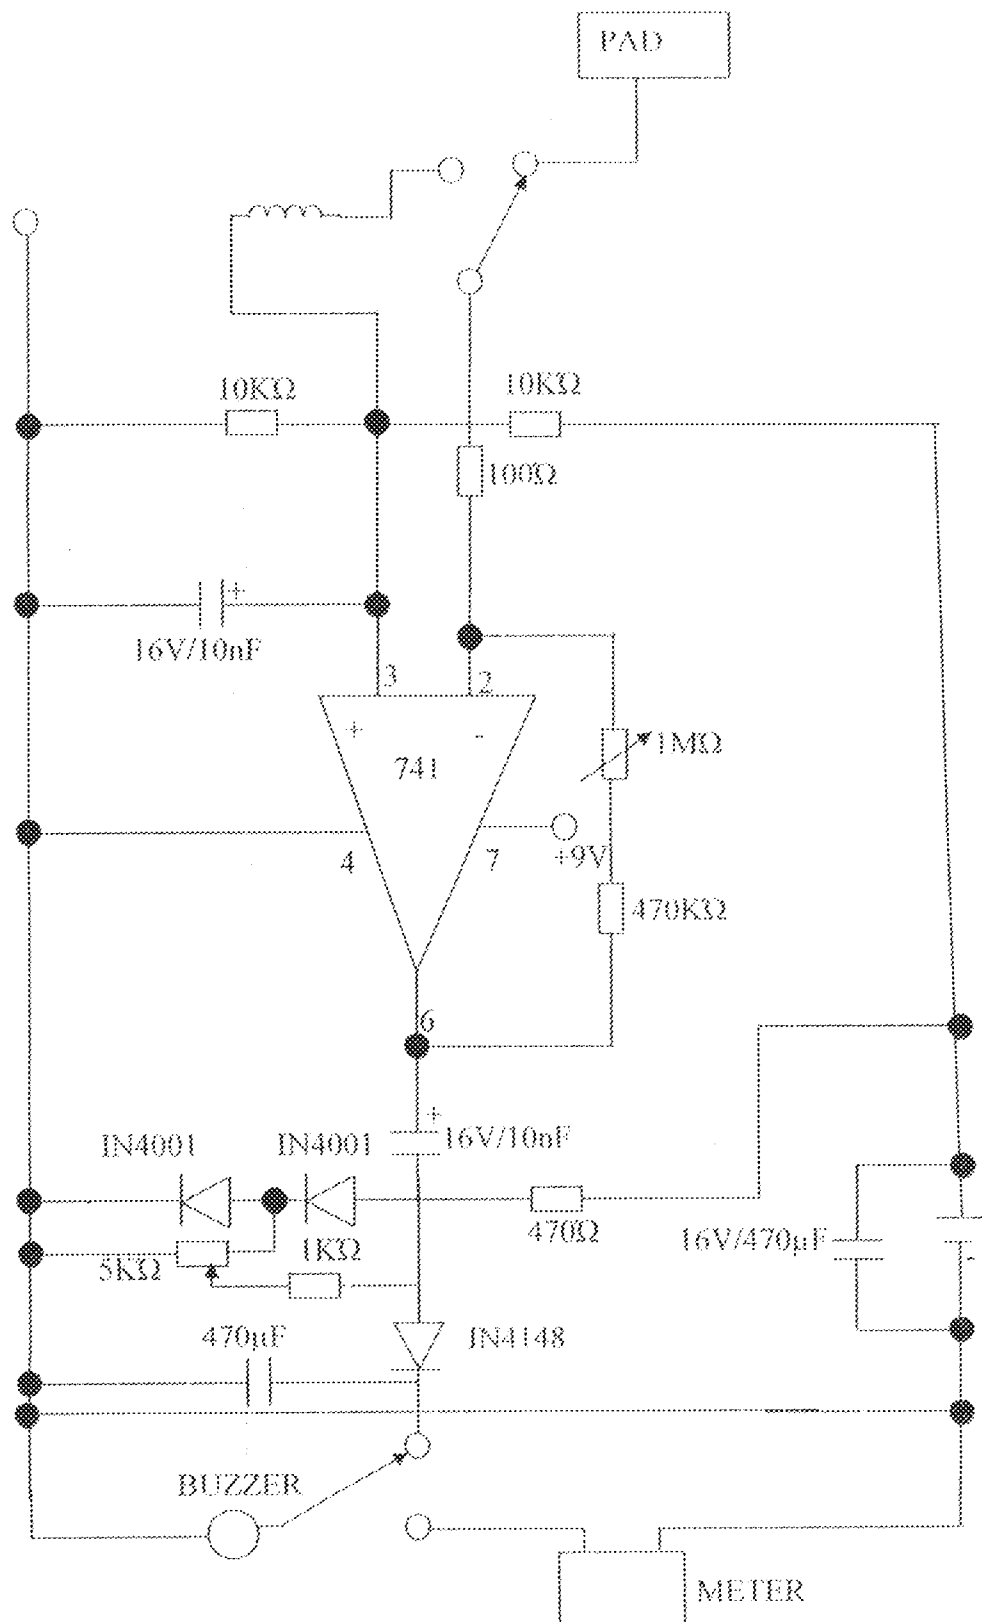 PAD
10KΩ
10KΩ
100Ω
+
16V/10nF
3
2
+
-
1MΩ
741
4
7
+9V
470KΩ
6
+
16V/10nF
IN4001
IN4001
470Ω
16V/470µF
-
5KΩ
1KΩ
470µF
IN4148
BUZZER
METER